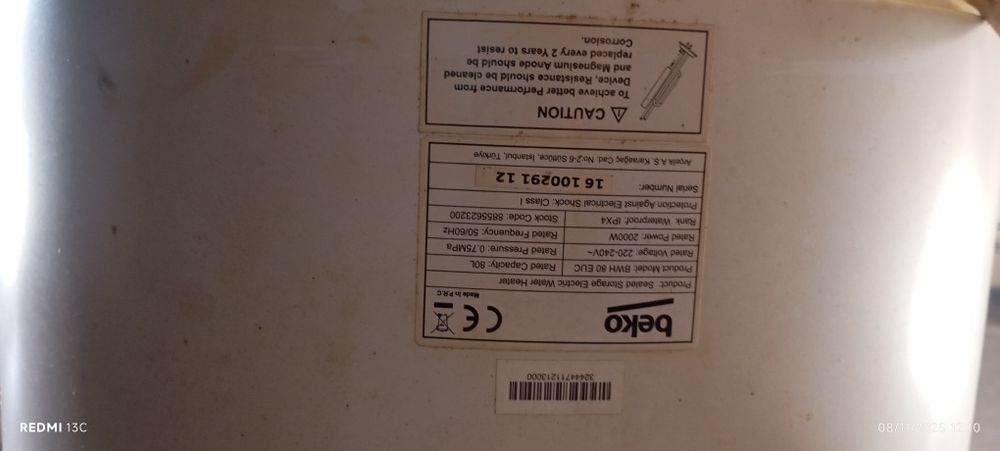 beko
CE
Made in P.R.C
Product: Sealed Storage Electric Water Heater
Product Model: BWH 80 EUC Rated Capacity: 80L
Rated Voltage: 220-240V~ Rated Pressure: 0.75MPa
Rated Power: 2000W Rated Frequency: 50/60Hz
Rank Waterproof: IPX4 Stock Code: 8855623200
Protection Against Electrical Shock: Class I
Serial Number: 16 100291 12
Arçelik A.Ş. Karaağaç Cad. No:2-6 Sütlüce, Istanbul, Türkiye
CAUTION
To achieve better Performance from
Device, Resistance should be cleaned
and Magnesium Anode should be
replaced every 2 Years to resist
Corrosion.
3244711213000
REDMI 13C